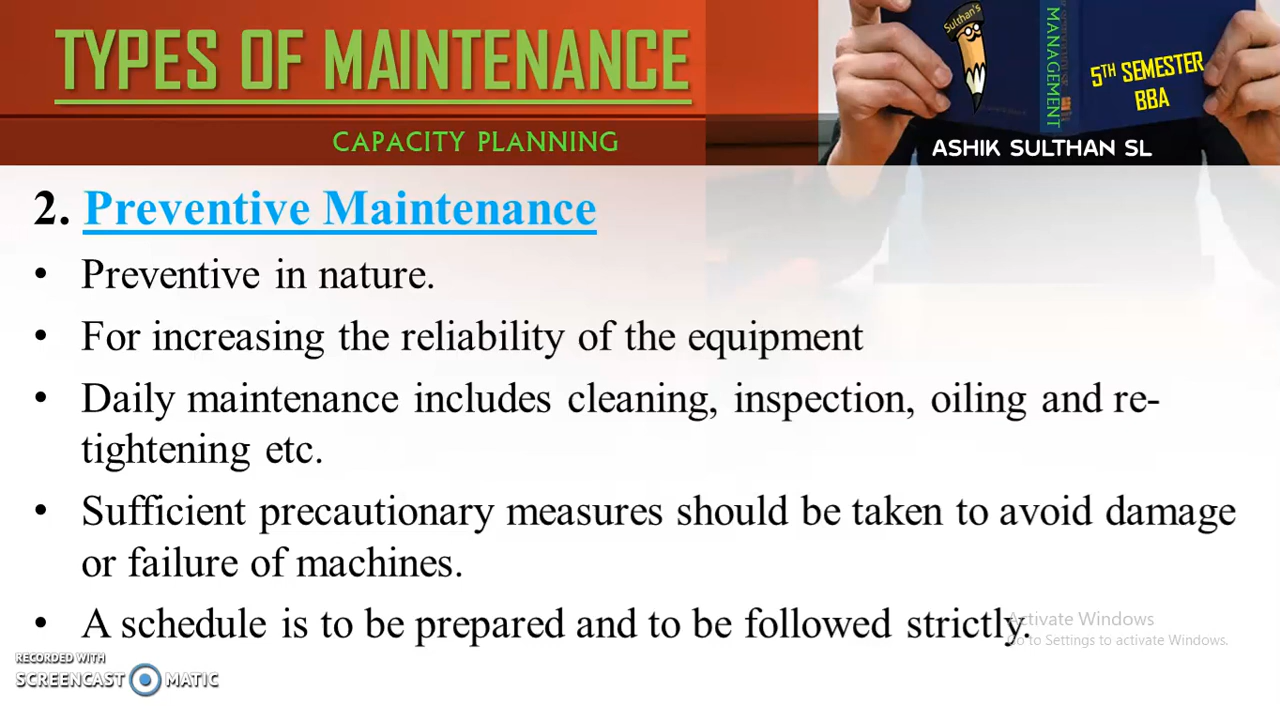 TYPES OF MAINTENANCE
CAPACITY PLANNING
Sulthan's
MANAGEMENT
5TH SEMESTER
BBA
ASHIK SULTHAN SL
2. Preventive Maintenance
• Preventive in nature.
• For increasing the reliability of the equipment
• Daily maintenance includes cleaning, inspection, oiling and re-
tightening etc.
• Sufficient precautionary measures should be taken to avoid damage
or failure of machines.
• A schedule is to be prepared and to be followed strictly.
Activate Windows
Go to Settings to activate Windows.
RECORDED WITH
SCREENCAST MATIC